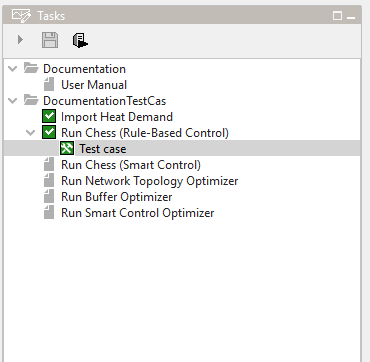 Tasks
Documentation
User Manual
DocumentationTestCas
Import Heat Demand
Run Chess (Rule-Based Control)
Test case
Run Chess (Smart Control)
Run Network Topology Optimizer
Run Buffer Optimizer
Run Smart Control Optimizer